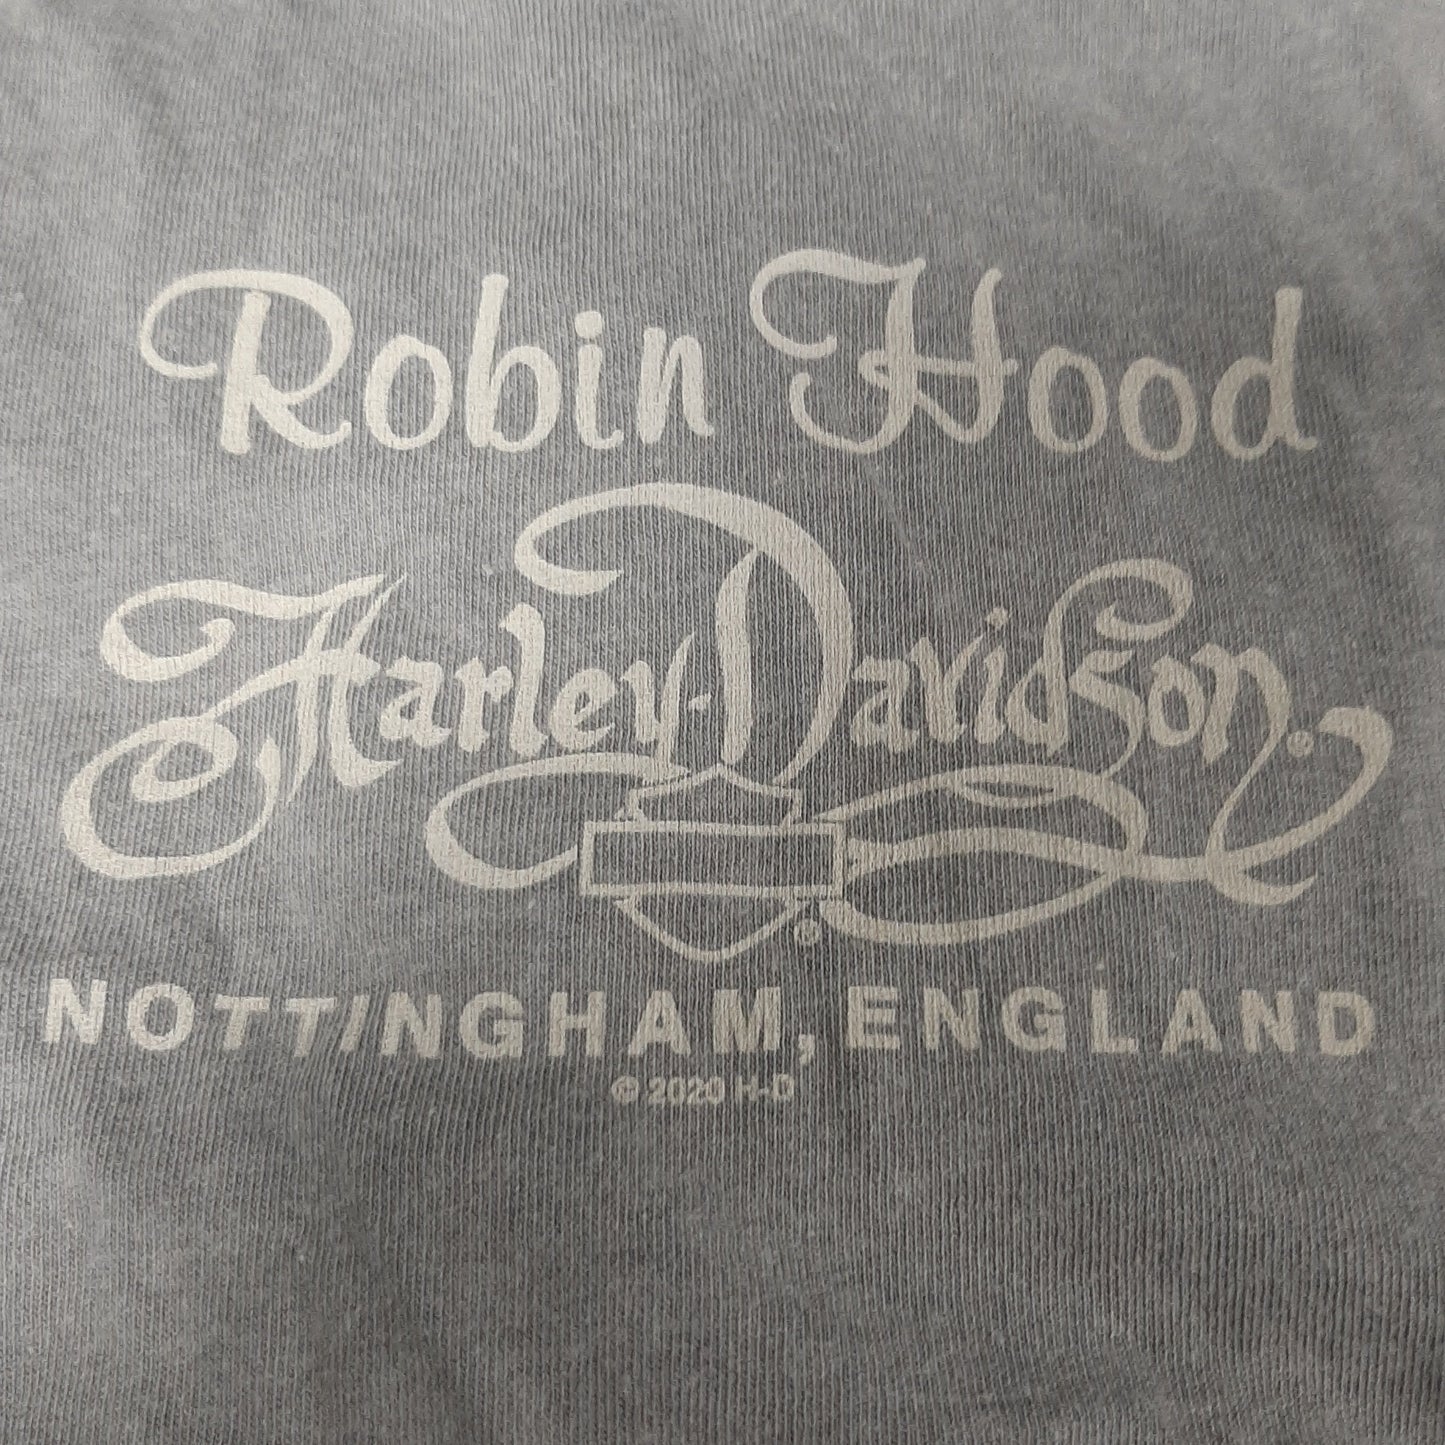 Robin Hood
Harley-Davidson®
®
NOTTINGHAM, ENGLAND
© 2020 H-D